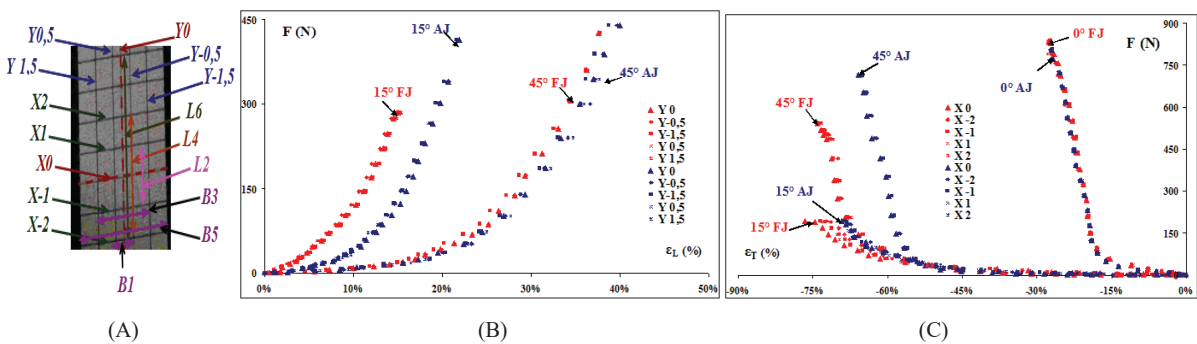 Y0,5
Y0
Y-0,5
Y 1,5
Y-1,5
X2
L6
X1
L4
X0
L2
X-1
B3
X-2
B5
B1
(A)
450
F (N)
15° AJ
45° AJ
15° FJ
45° FJ
300
150
0
Y 0
Y-0,5
Y-1,5
Y 0,5
Y 1,5
Y 0
Y-0,5
Y-1,5
Y 0,5
Y 1,5
ε_L (%)
0%
10%
20%
30%
40%
50%
(B)
0° FJ
F (N)
900
45° AJ
0° AJ
750
45° FJ
600
450
300
15° AJ
15° FJ
150
0
X 0
X-2
X-1
X 1
X 2
X 0
X-2
X-1
X 1
X 2
ε_T (%)
-90%
-75%
-60%
-45%
-30%
-15%
0%
(C)